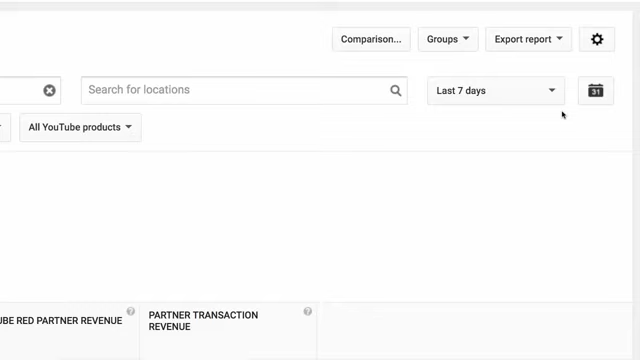 Comparison... Groups Export report
Search for locations Last 7 days 31
All YouTube products
UBE RED PARTNER REVENUE ? PARTNER TRANSACTION ?
REVENUE